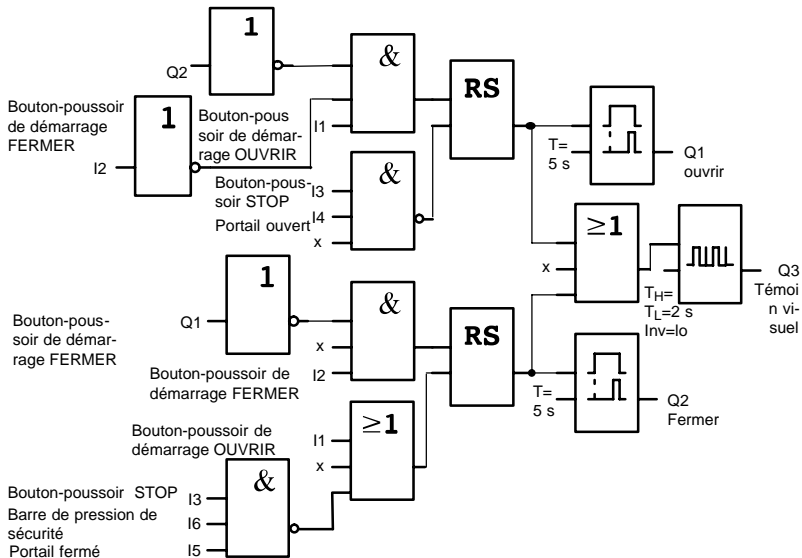 1
Q2
&
RS
Bouton-poussoir
de démarrage
FERMER
I2
1
Bouton-pous
soir de démar-
rage OUVRIR
I1
T=
5 s
Q1
ouvrir
Bouton-pous-
soir STOP
Portail ouvert
I3
I4
x
&
≥1
x
TH=
TL=2 s
Inv=lo
Q3
Témoi
n vi-
suel
Bouton-pous-
soir de démar-
rage FERMER
Q1
1
&
x
I2
Bouton-poussoir de
démarrage FERMER
RS
T=
5 s
Q2
Fermer
Bouton-poussoir de
démarrage OUVRIR
I1
x
≥1
Bouton-poussoir STOP
Barre de pression de
sécurité
Portail fermé
I3
I6
I5
&